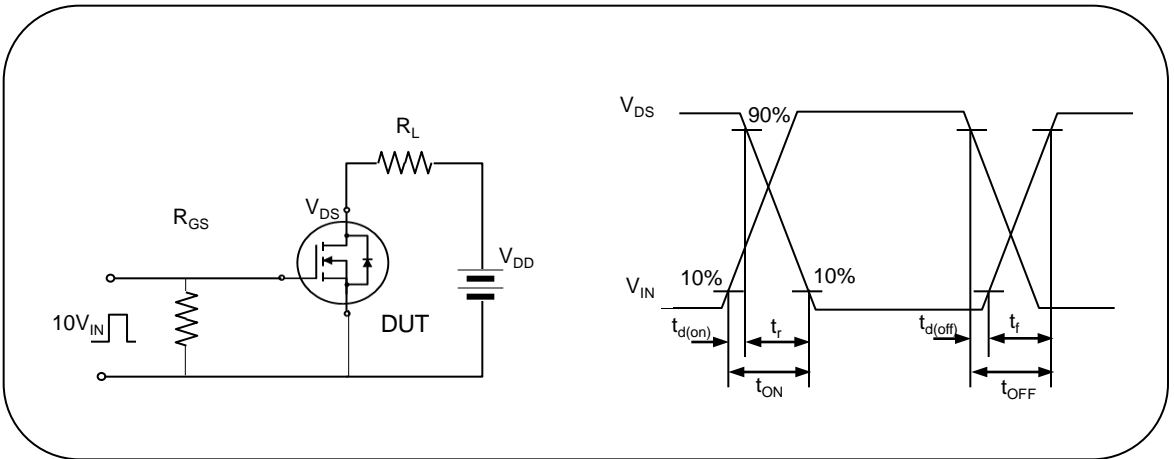 R_L
R_GS
V_DS
V_DD
10V_IN
DUT
V_DS
90%
V_IN
10%
10%
t_d(on)
t_r
t_ON
t_d(off)
t_f
t_OFF